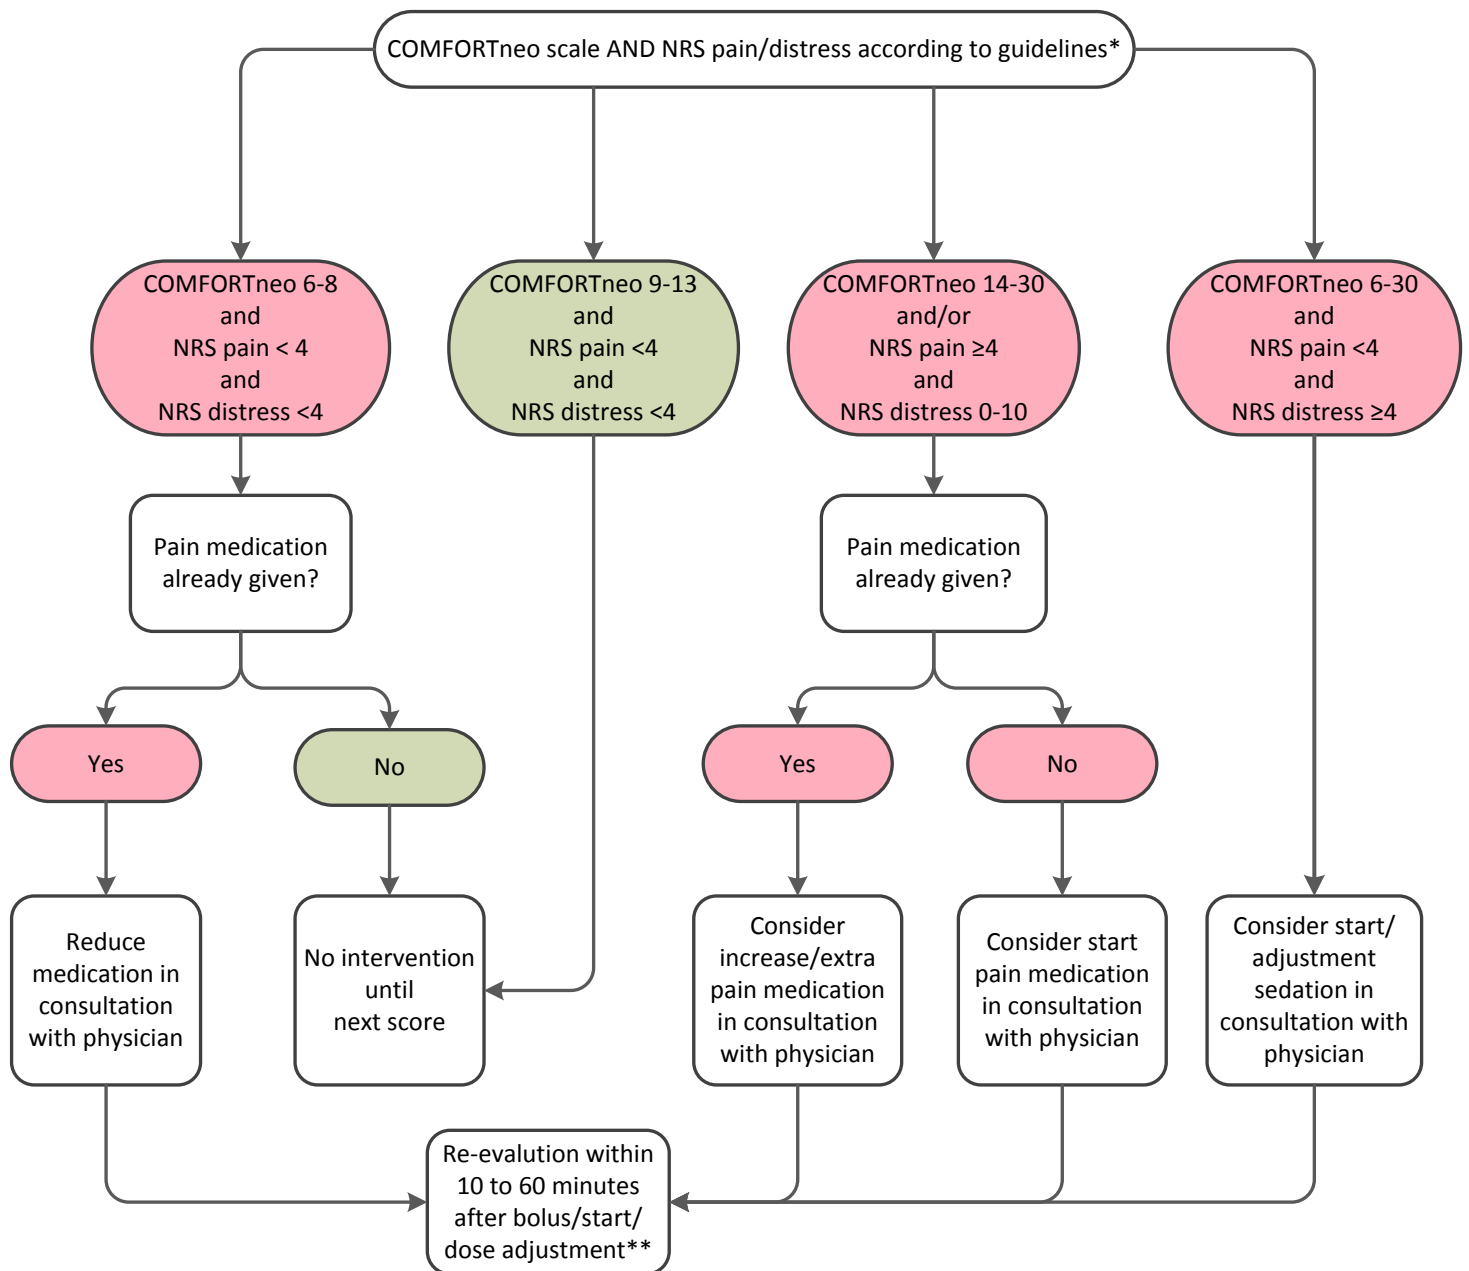 COMFORTneo scale AND NRS pain/distress according to guidelines*
COMFORTneo 6-8
and
NRS pain < 4
and
NRS distress <4
COMFORTneo 9-13
and
NRS pain <4
and
NRS distress <4
COMFORTneo 14-30
and/or
NRS pain ≥4
and
NRS distress 0-10
COMFORTneo 6-30
and
NRS pain <4
and
NRS distress ≥4
Pain medication
already given?
Pain medication
already given?
Yes
No
Yes
No
Reduce
medication in
consultation
with physician
No intervention
until
next score
Consider
increase/extra
pain medication
in consultation
with physician
Consider start
pain medication
in consultation
with physician
Consider start/
adjustment
sedation in
consultation with
physician
Re-evalution within
10 to 60 minutes
after bolus/start/
dose adjustment**